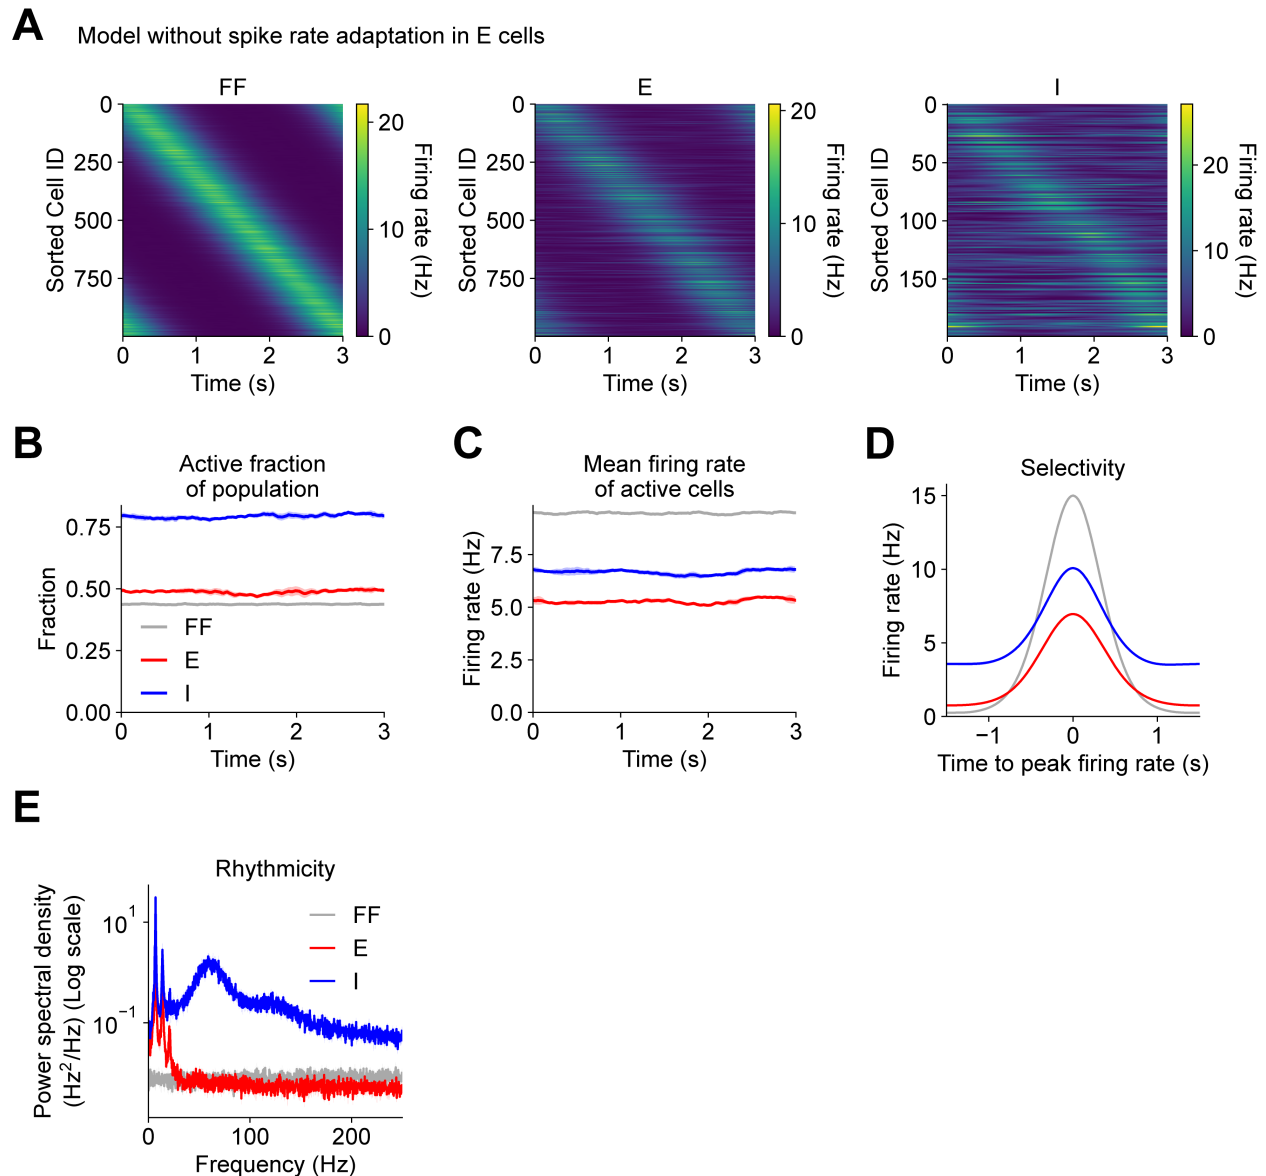 A
Model without spike rate adaptation in E cells
FF
Sorted Cell ID
0
250
500
750
0
1
2
3
Time (s)
20
10
0
Firing rate (Hz)
E
Sorted Cell ID
0
250
500
750
0
1
2
3
Time (s)
20
10
0
Firing rate (Hz)
I
Sorted Cell ID
0
50
100
150
0
1
2
3
Time (s)
20
10
0
Firing rate (Hz)
B
Active fraction
of population
Fraction
0.75
0.50
0.25
0.00
FF
E
I
0
1
2
3
Time (s)
C
Mean firing rate
of active cells
Firing rate (Hz)
7.5
5.0
2.5
0.0
0
1
2
3
Time (s)
D
Selectivity
Firing rate (Hz)
15
10
5
0
−1
0
1
Time to peak firing rate (s)
E
Rhythmicity
Power spectral density
(Hz²/Hz) (Log scale)
10¹
10⁻¹
FF
E
I
0
100
200
Frequency (Hz)